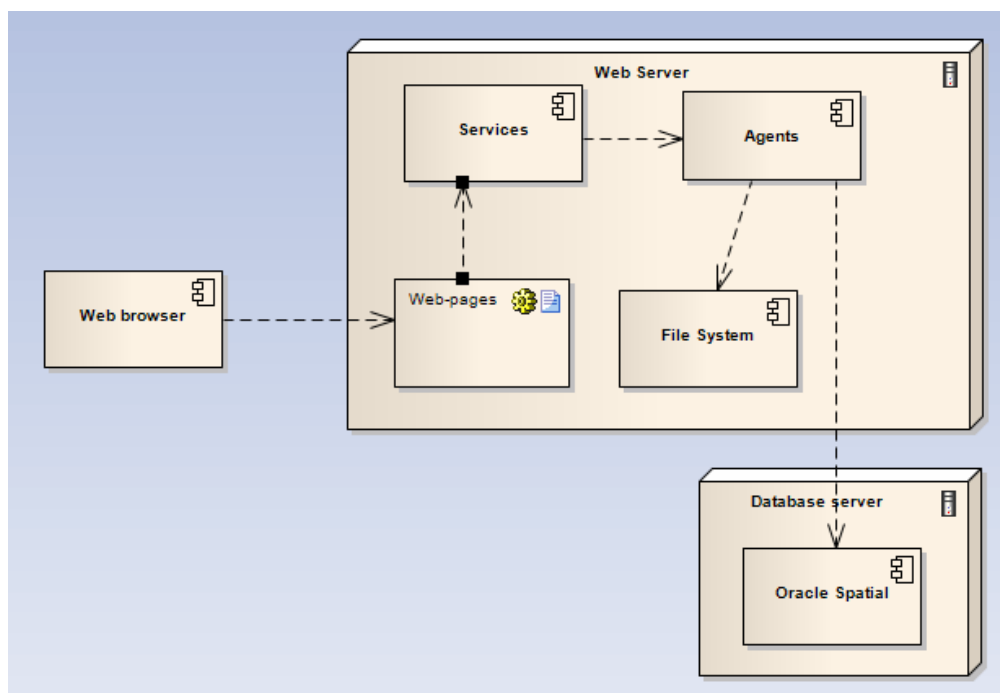 Web Server
Services
Agents
Web browser
Web-pages
File System
Database server
Oracle Spatial